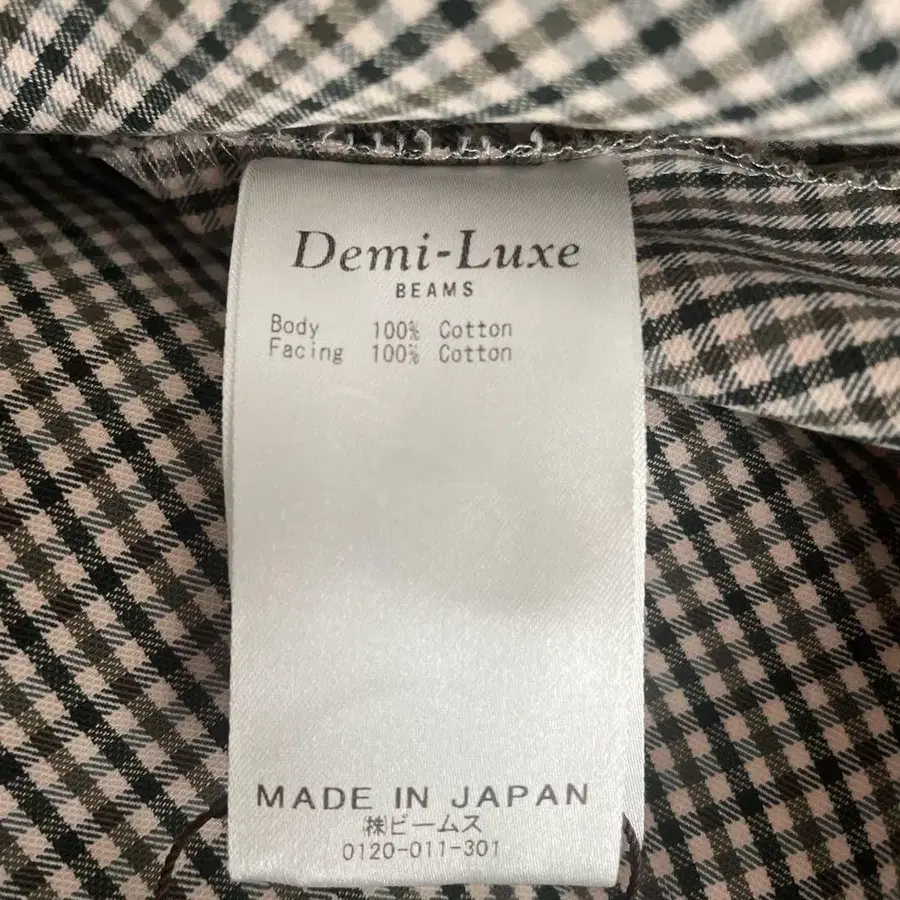 Demi-Luxe
BEAMS
Body 100% Cotton
Facing 100% Cotton
MADE IN JAPAN
㈱ビームス
0120-011-301